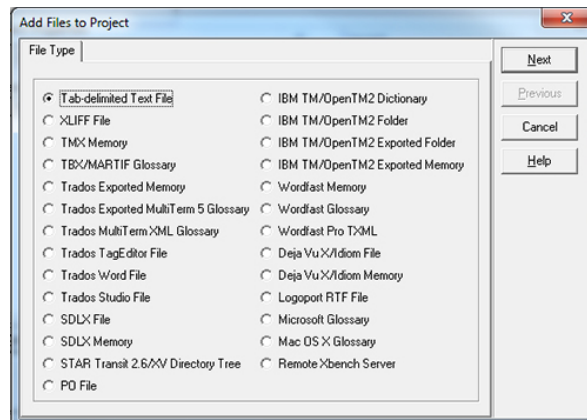 Add Files to Project
File Type
Tab-delimited Text File
XLIFF File
TMX Memory
TBX/MARTIF Glossary
Trados Exported Memory
Trados Exported MultiTerm 5 Glossary
Trados MultiTerm XML Glossary
Trados TagEditor File
Trados Word File
Trados Studio File
SDLX File
SDLX Memory
STAR Transit 2.6/XV Directory Tree
PO File
IBM TM/OpenTM2 Dictionary
IBM TM/OpenTM2 Folder
IBM TM/OpenTM2 Exported Folder
IBM TM/OpenTM2 Exported Memory
Wordfast Memory
Wordfast Glossary
Wordfast Pro TXML
Deja Vu X/Idiom File
Deja Vu X/Idiom Memory
Logoport RTF File
Microsoft Glossary
Mac OS X Glossary
Remote Xbench Server
Next
Previous
Cancel
Help